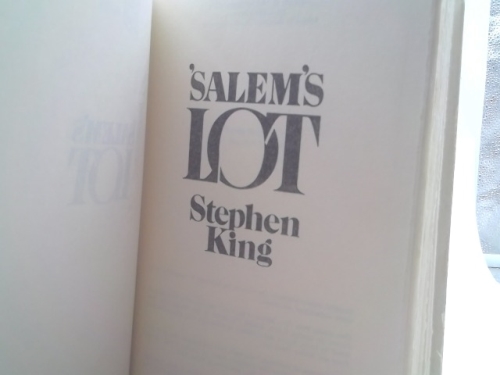 'SALEM'S
LOT
Stephen
King